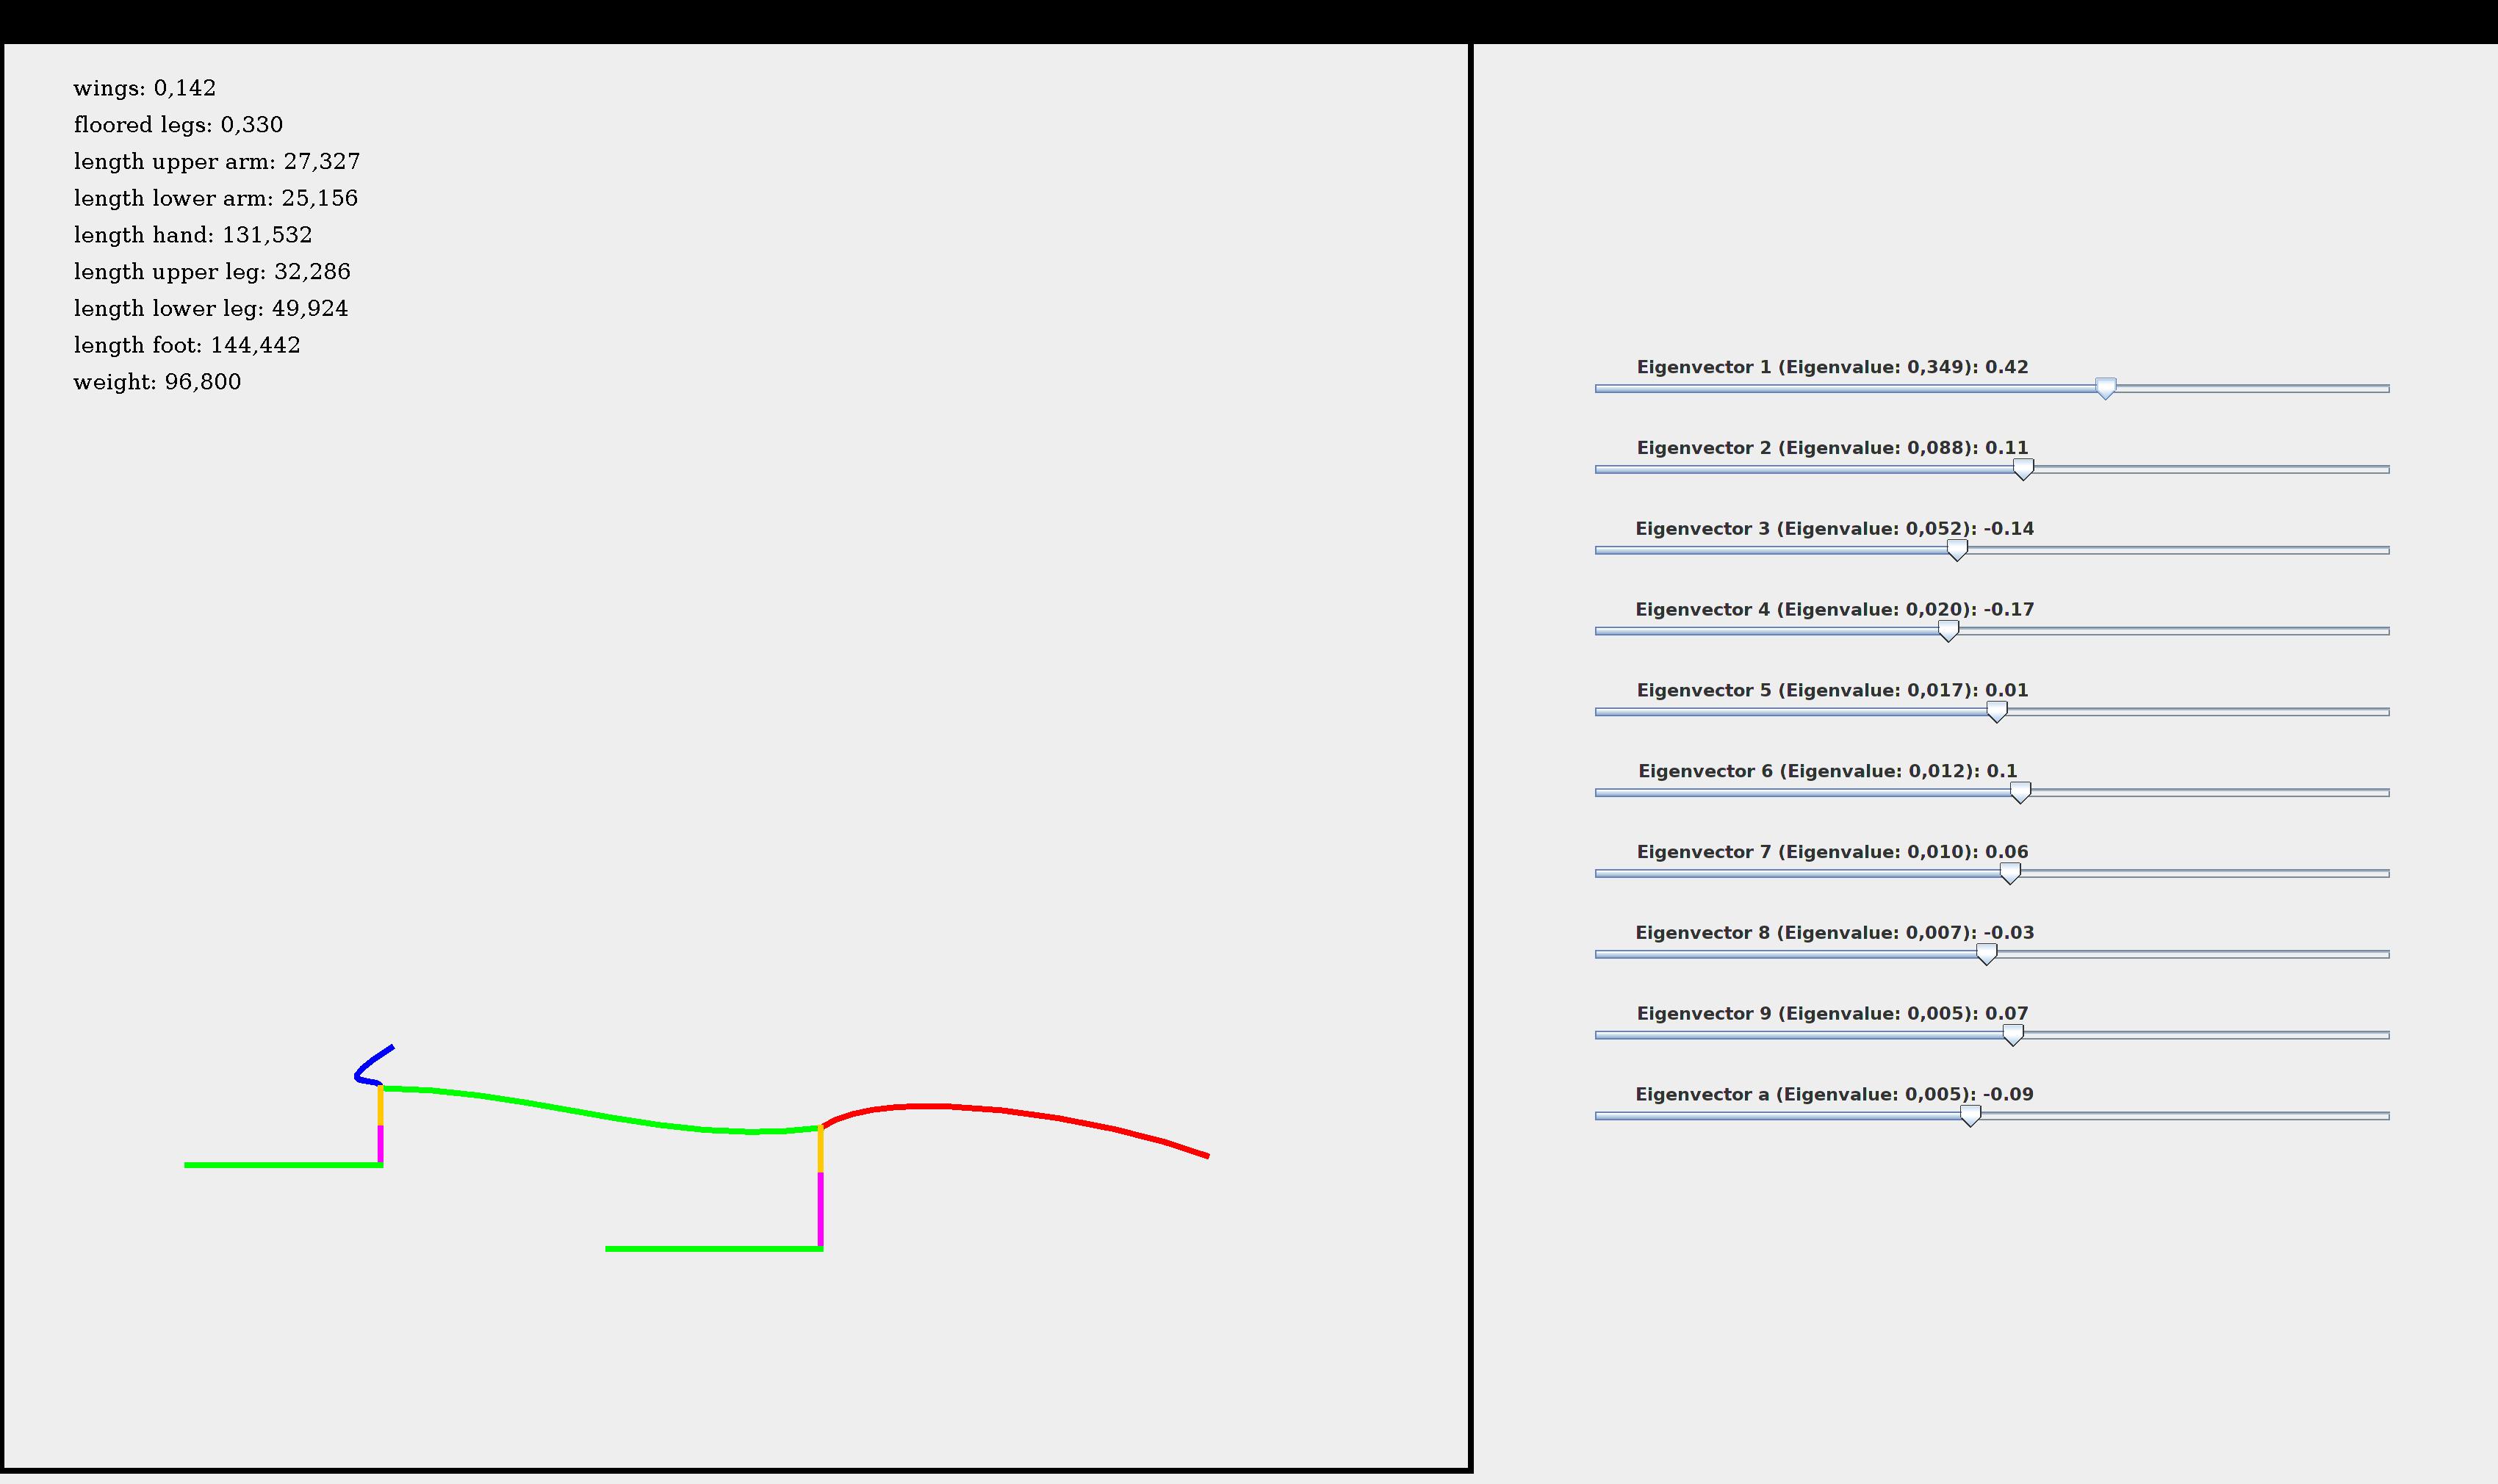 wings: 0,142
floored legs: 0,330
length upper arm: 27,327
length lower arm: 25,156
length hand: 131,532
length upper leg: 32,286
length lower leg: 49,924
length foot: 144,442
weight: 96,800
Eigenvector 1 (Eigenvalue: 0,349): 0.42
Eigenvector 2 (Eigenvalue: 0,088): 0.11
Eigenvector 3 (Eigenvalue: 0,052): -0.14
Eigenvector 4 (Eigenvalue: 0,020): -0.17
Eigenvector 5 (Eigenvalue: 0,017): 0.01
Eigenvector 6 (Eigenvalue: 0,012): 0.1
Eigenvector 7 (Eigenvalue: 0,010): 0.06
Eigenvector 8 (Eigenvalue: 0,007): -0.03
Eigenvector 9 (Eigenvalue: 0,005): 0.07
Eigenvector a (Eigenvalue: 0,005): -0.09